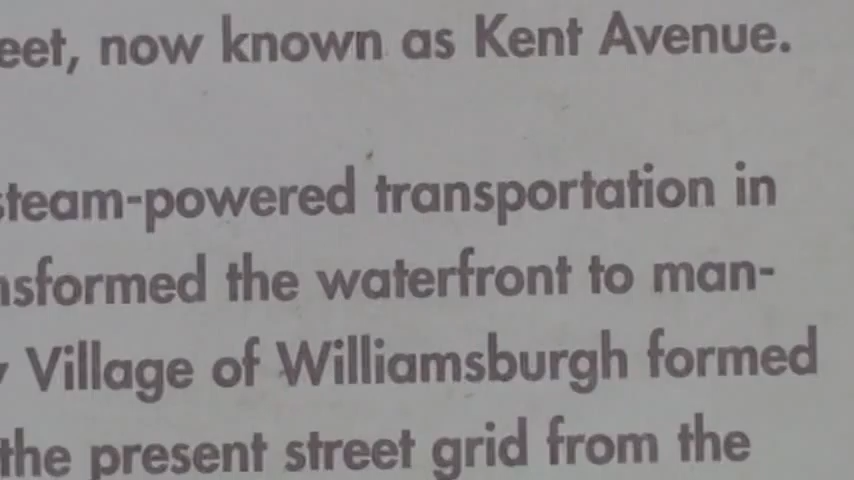 eet, now known as Kent Avenue.
steam-powered transportation in
nsformed the waterfront to man-
Village of Williamsburgh formed
the present street grid from the